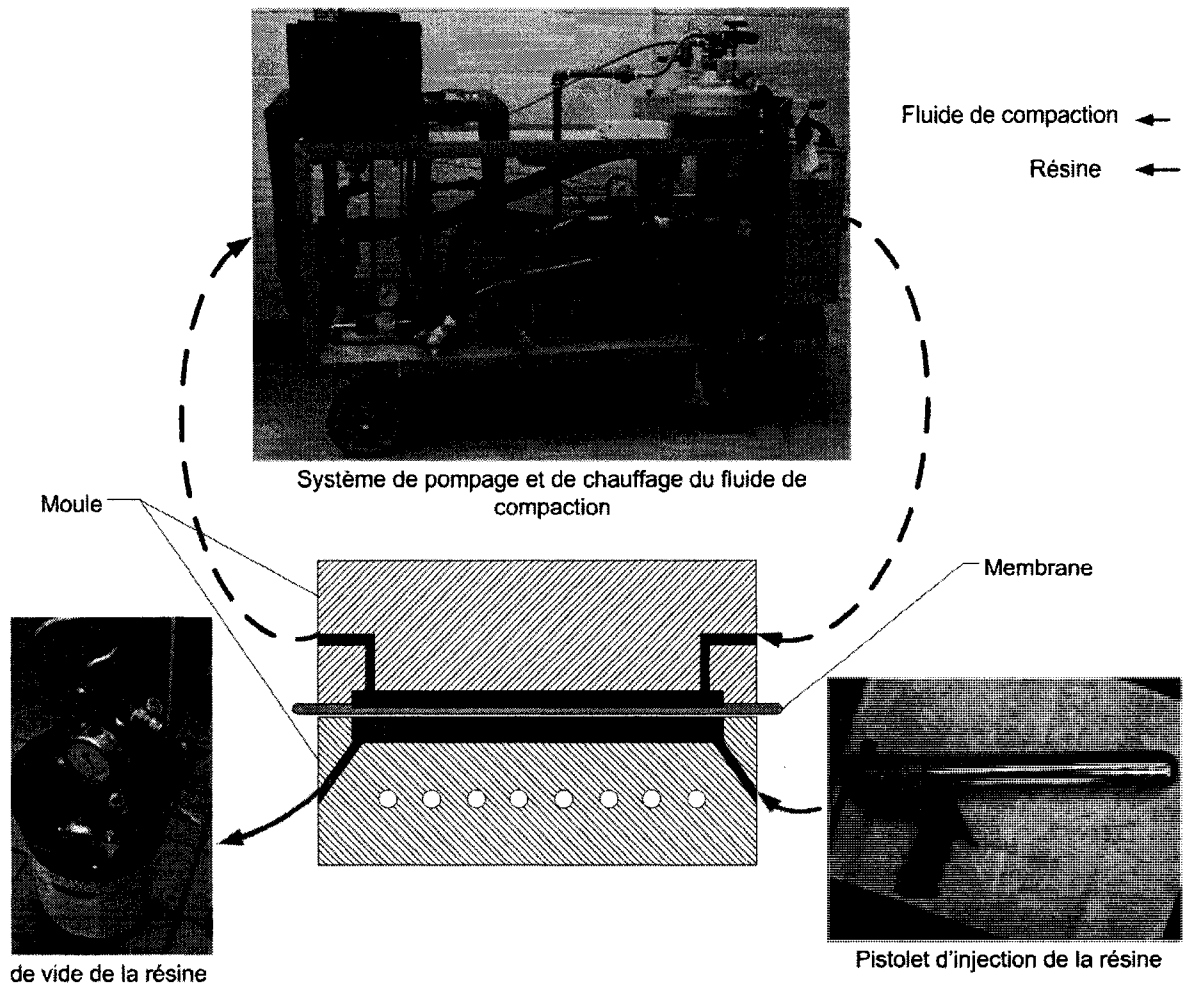 Fluide de compaction
Résine
Système de pompage et de chauffage du fluide de
compaction
Moule
Membrane
Pistolet d'injection de la résine
de vide de la résine